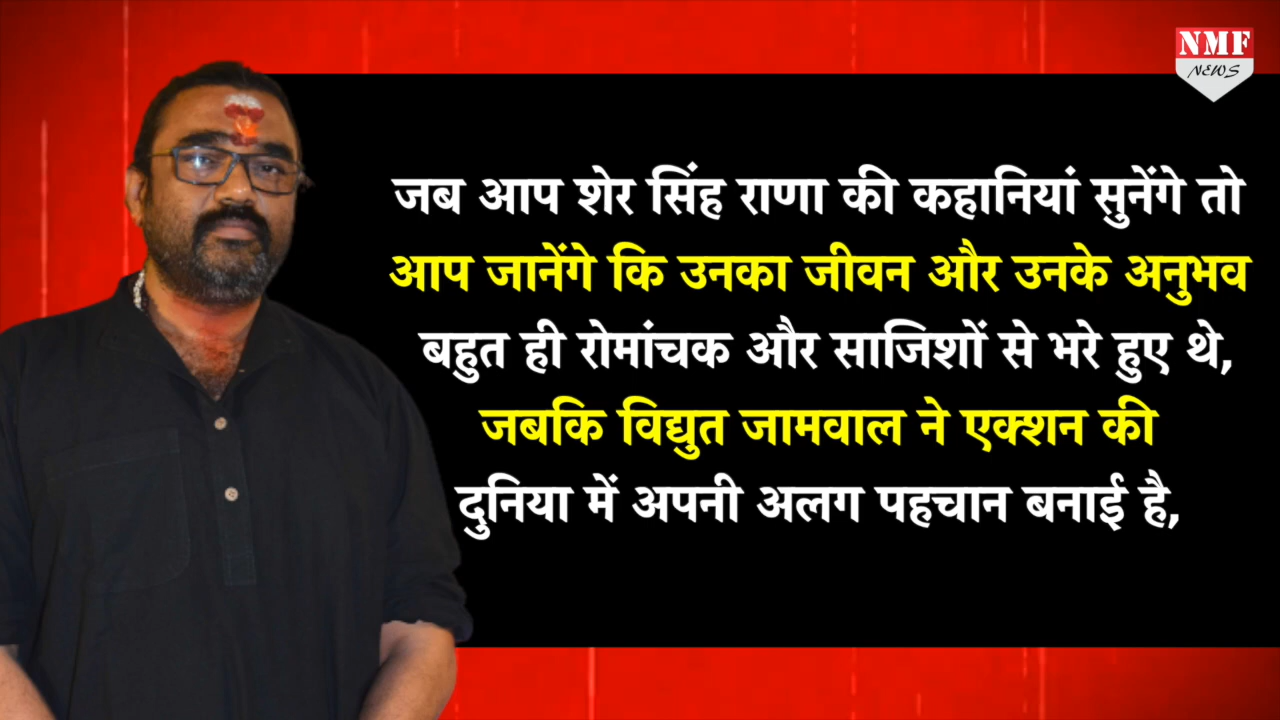 NMF
NEWS
जब आप शेर सिंह राणा की कहानियां सुनेंगे तो
आप जानेंगे कि उनका जीवन और उनके अनुभव
बहुत ही रोमांचक और साजिशों से भरे हुए थे,
जबकि विद्युत जामवाल ने एक्शन की
दुनिया में अपनी अलग पहचान बनाई है,